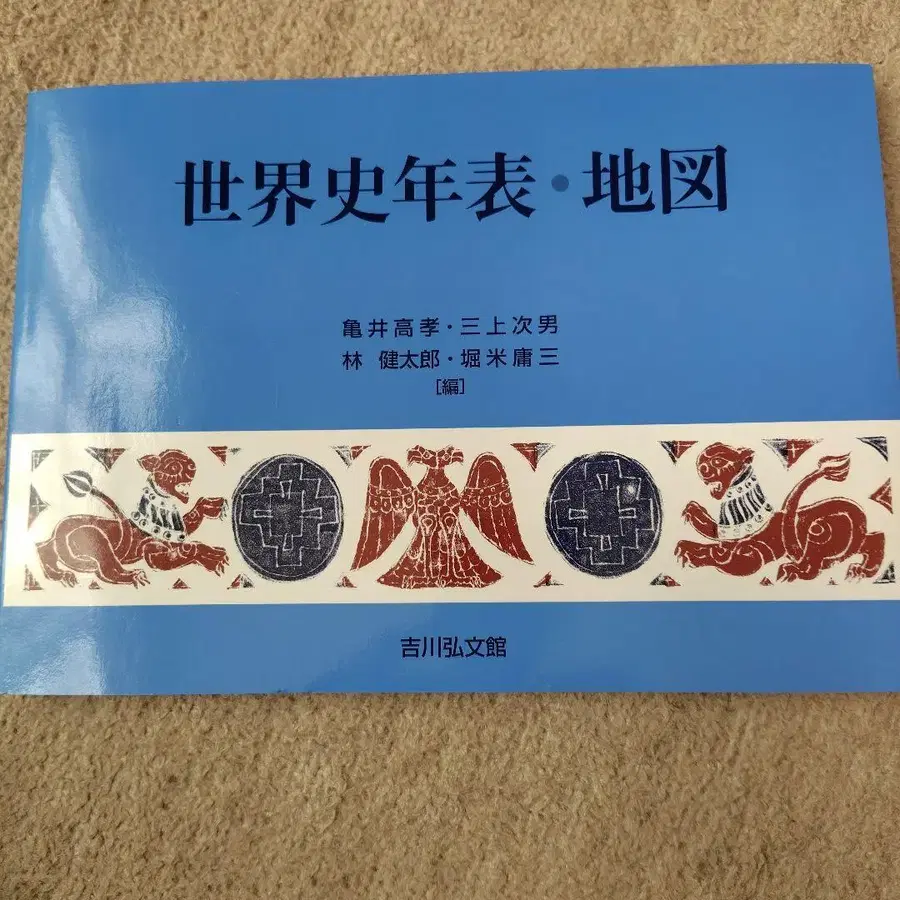 世界史年表・地図
亀井高孝・三上次男
林 健太郎・堀米庸三
[編]
吉川弘文館